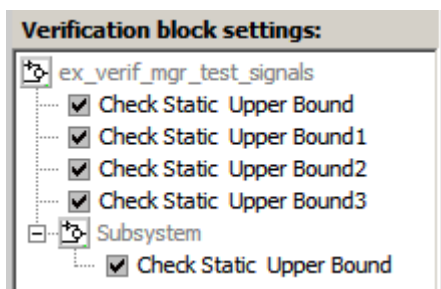 Verification block settings:
ex_verif_mgr_test_signals
Check Static Upper Bound
Check Static Upper Bound1
Check Static Upper Bound2
Check Static Upper Bound3
Subsystem
Check Static Upper Bound